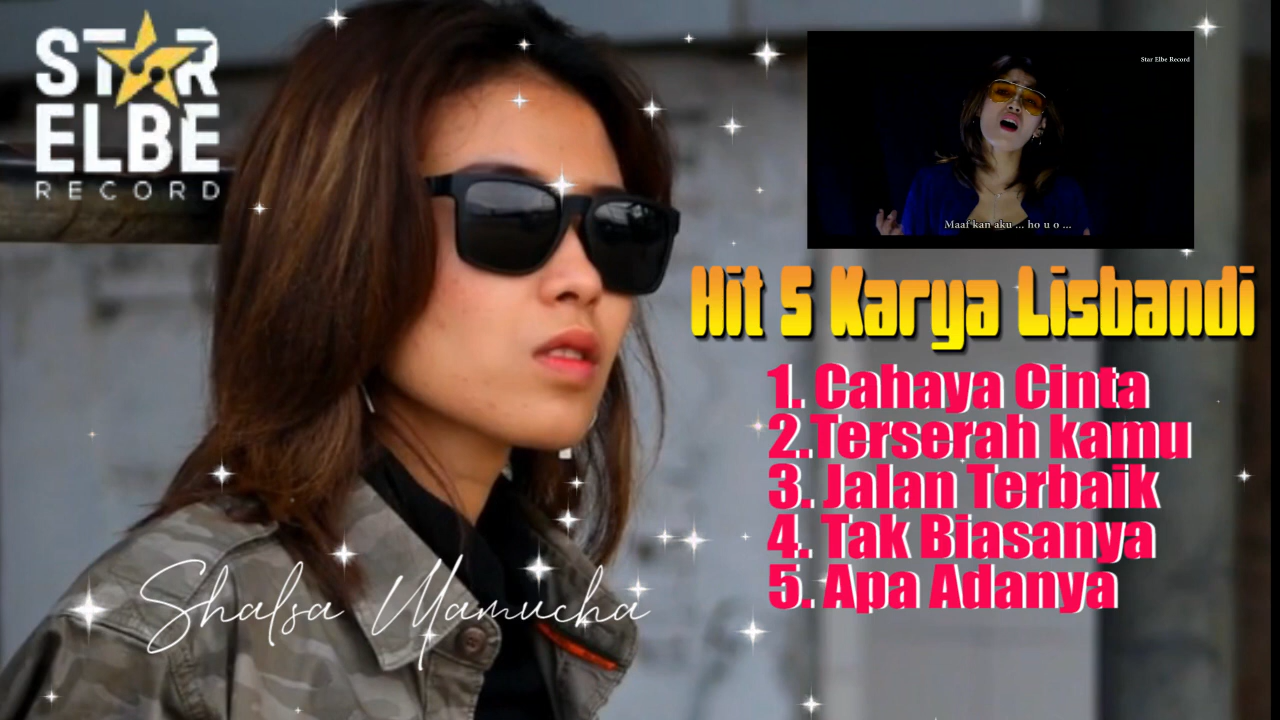 STAR
ELBE
RECORD
Star Elbe Record
Maaf kan aku ... ho u o ...
Hit 5 Karya Lisbandi
1. Cahaya Cinta
2..Terserah kamu
3. Jalan Terbaik
4. Tak Biasanya
5. Apa Adanya
Shalsa Mamucha